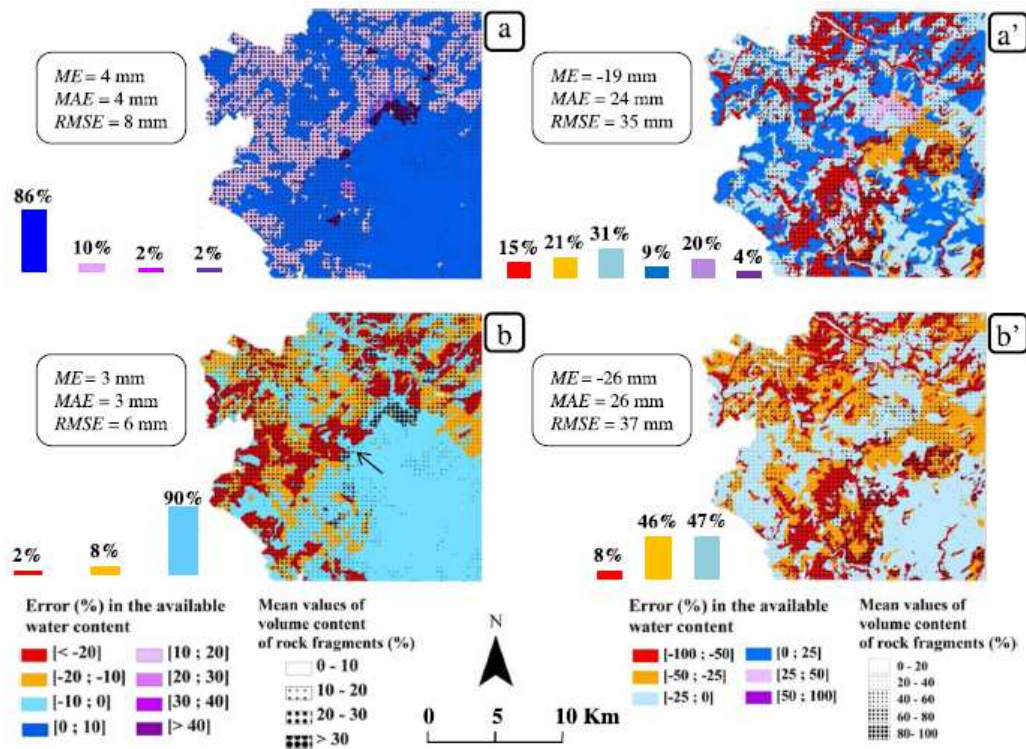 a
ME = 4 mm
MAE = 4 mm
RMSE = 8 mm
86%
10%
2%
2%
a’
ME = -19 mm
MAE = 24 mm
RMSE = 35 mm
15%
21%
31%
9%
20%
4%
b
ME = 3 mm
MAE = 3 mm
RMSE = 6 mm
2%
8%
90%
b’
ME = -26 mm
MAE = 26 mm
RMSE = 37 mm
8%
46%
47%
Error (%) in the available
water content
[< -20]
[-20 ; -10]
[-10 ; 0]
[0 ; 10]
[10 ; 20]
[20 ; 30]
[30 ; 40]
[> 40]
Mean values of
volume content
of rock fragments (%)
0 - 10
10 - 20
20 - 30
> 30
N
0 5 10 Km
Error (%) in the available
water content
[-100 ; -50]
[-50 ; -25]
[-25 ; 0]
[0 ; 25]
[25 ; 50]
[50 ; 100]
Mean values of
volume content
of rock fragments (%)
0 - 20
20 - 40
40 - 60
60 - 80
80- 100